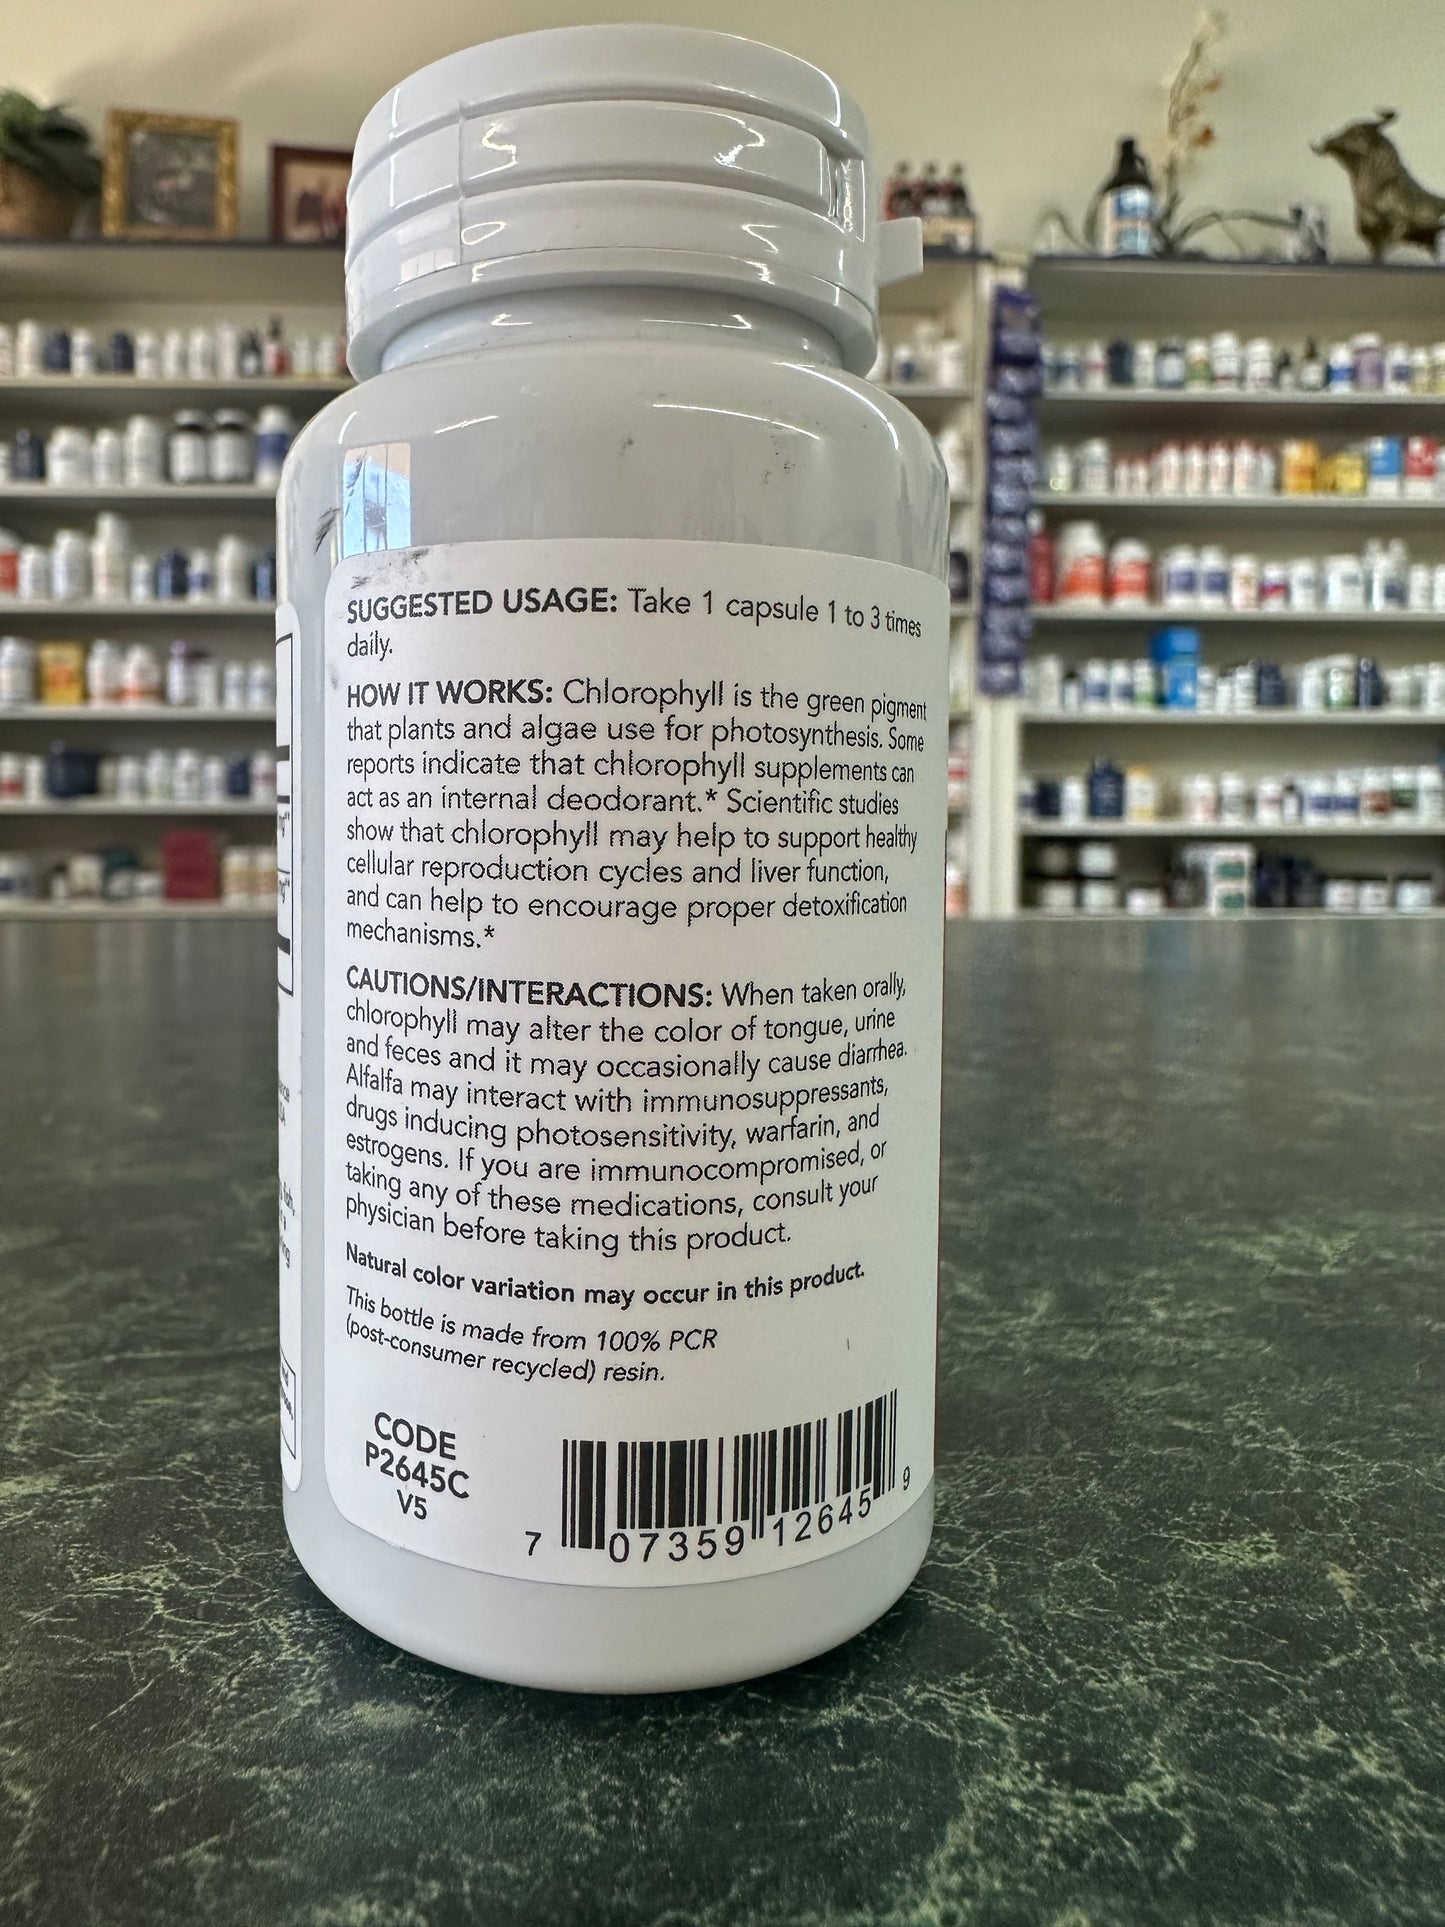 SUGGESTED USAGE: Take 1 capsule 1 to 3 times
daily.
HOW IT WORKS: Chlorophyll is the green pigment
that plants and algae use for photosynthesis. Some
reports indicate that chlorophyll supplements can
act as an internal deodorant.* Scientific studies
show that chlorophyll may help to support healthy
cellular reproduction cycles and liver function,
and can help to encourage proper detoxification
mechanisms.*
CAUTIONS/INTERACTIONS: When taken orally,
chlorophyll may alter the color of tongue, urine
and feces and it may occasionally cause diarrhea.
Alfalfa may interact with immunosuppressants,
drugs inducing photosensitivity, warfarin, and
estrogens. If you are immunocompromised, or
taking any of these medications, consult your
physician before taking this product.
Natural color variation may occur in this product.
This bottle is made from 100% PCR
(post-consumer recycled) resin.
CODE
P2645C
V5
7 07359 12645 9